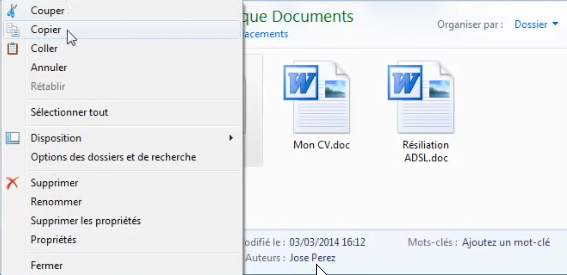 Couper
Copier
Coller
Annuler
Rétablir
Sélectionner tout
Disposition
Options des dossiers et de recherche
Supprimer
Renommer
Supprimer les propriétés
Propriétés
Fermer
que Documents
acements
Organiser par : Dossier
Mon CV.doc
Résiliation
ADSL.doc
odifié le : 03/03/2014 16:12
Mots-clés : Ajoutez un mot-clé
Auteurs : Jose Perez